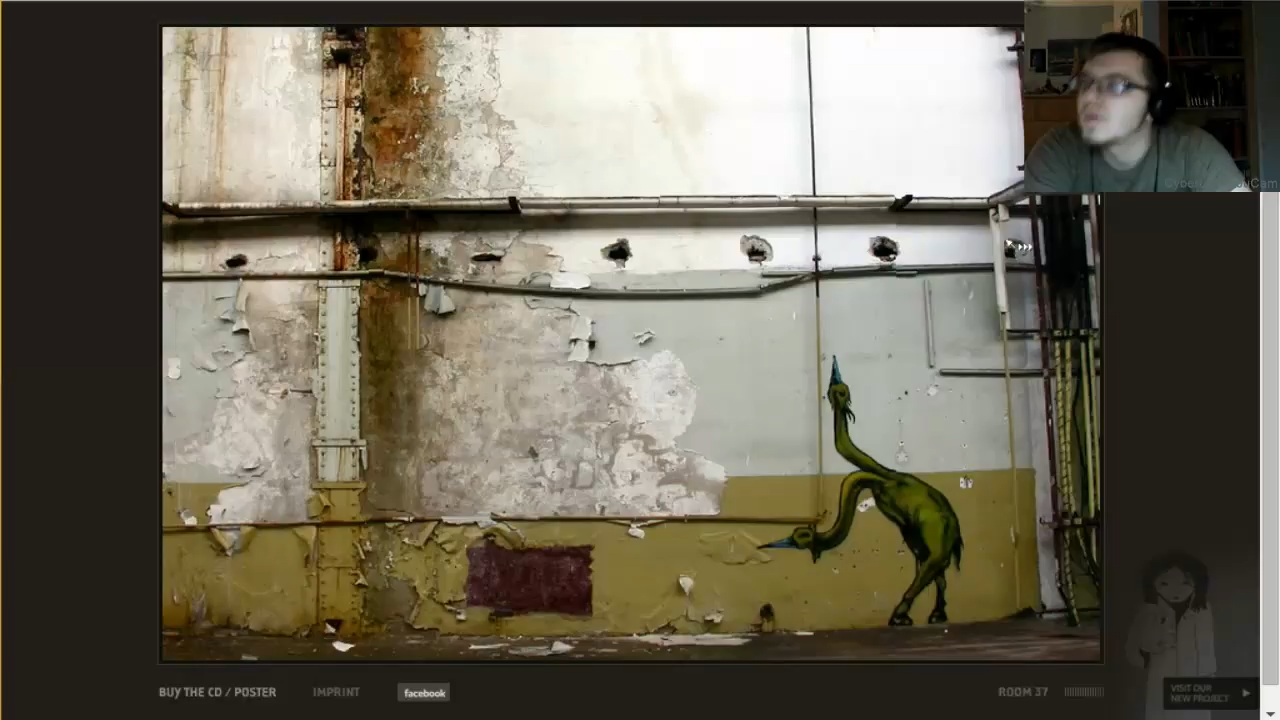 BUY THE CD / POSTER
IMPRINT
facebook
ROOM 37
VISIT OUR
NEW PROJECT